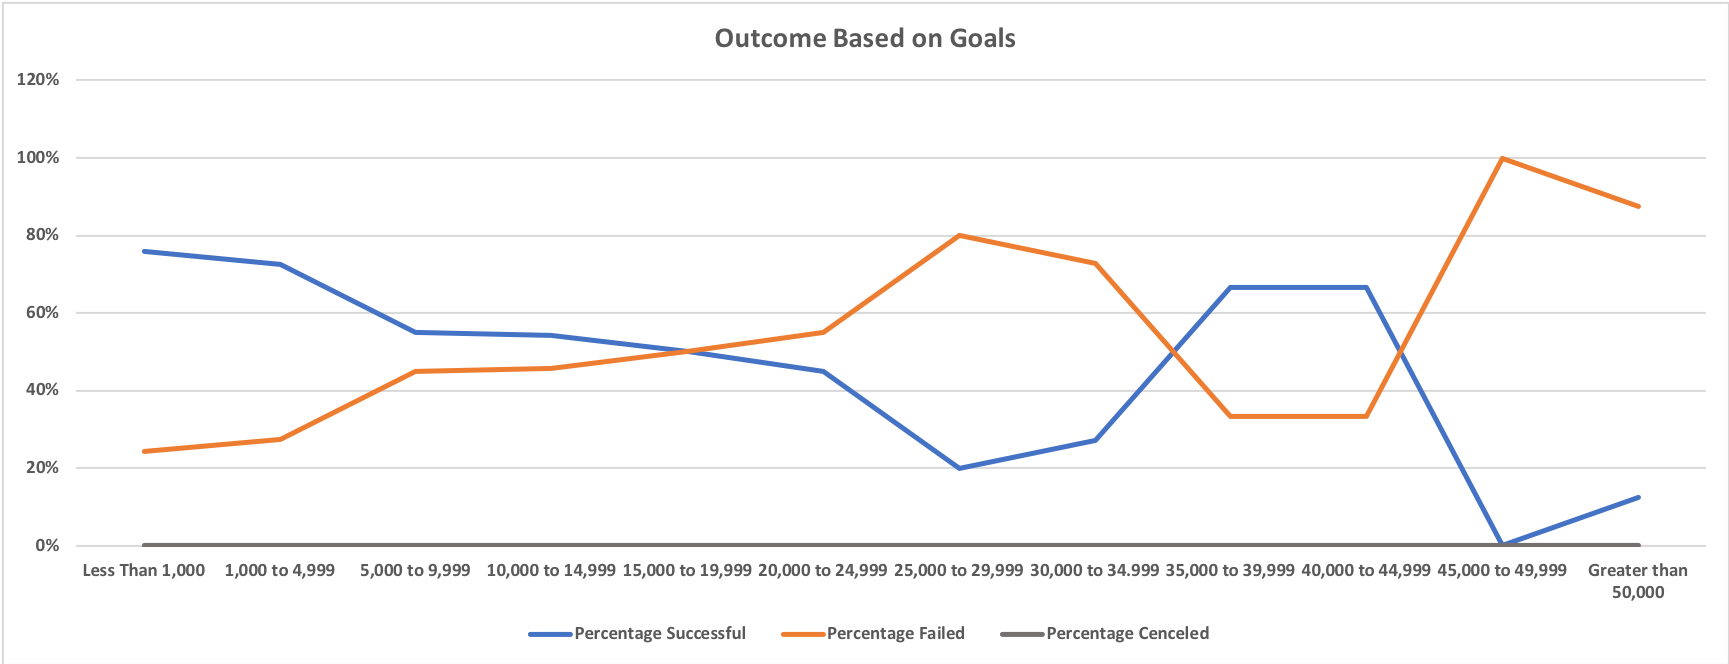 Outcome Based on Goals
120%
100%
80%
60%
40%
20%
0%
Less Than 1,000
1,000 to 4,999
5,000 to 9,999
10,000 to 14,999
15,000 to 19,999
20,000 to 24,999
25,000 to 29,999
30,000 to 34.999
35,000 to 39,999
40,000 to 44,999
45,000 to 49,999
Greater than
50,000
Percentage Successful
Percentage Failed
Percentage Cenceled